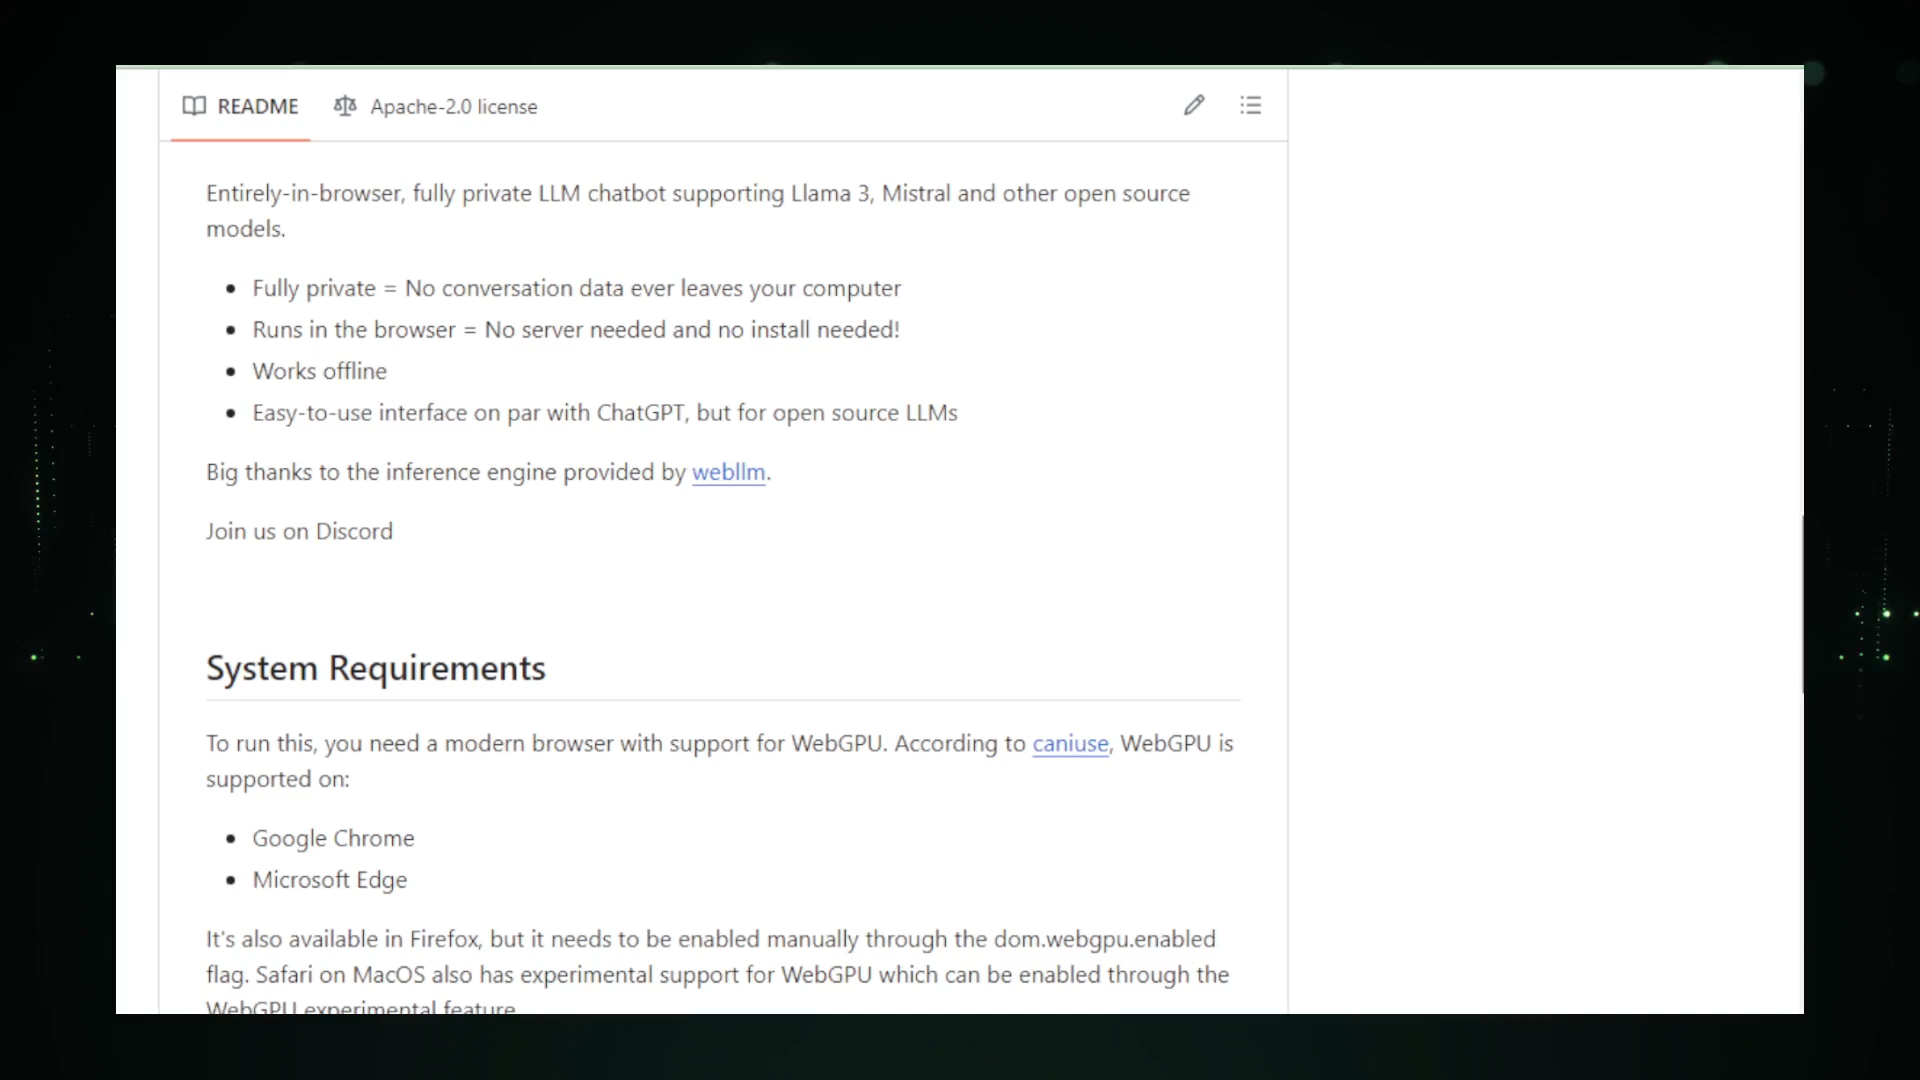 README
Apache-2.0 license
Entirely-in-browser, fully private LLM chatbot supporting Llama 3, Mistral and other open source
models.
Fully private = No conversation data ever leaves your computer
Runs in the browser = No server needed and no install needed!
Works offline
Easy-to-use interface on par with ChatGPT, but for open source LLMs
Big thanks to the inference engine provided by webllm.
Join us on Discord
System Requirements
To run this, you need a modern browser with support for WebGPU. According to caniuse, WebGPU is
supported on:
Google Chrome
Microsoft Edge
It's also available in Firefox, but it needs to be enabled manually through the dom.webgpu.enabled
flag. Safari on MacOS also has experimental support for WebGPU which can be enabled through the
WebGPU experimental feature.